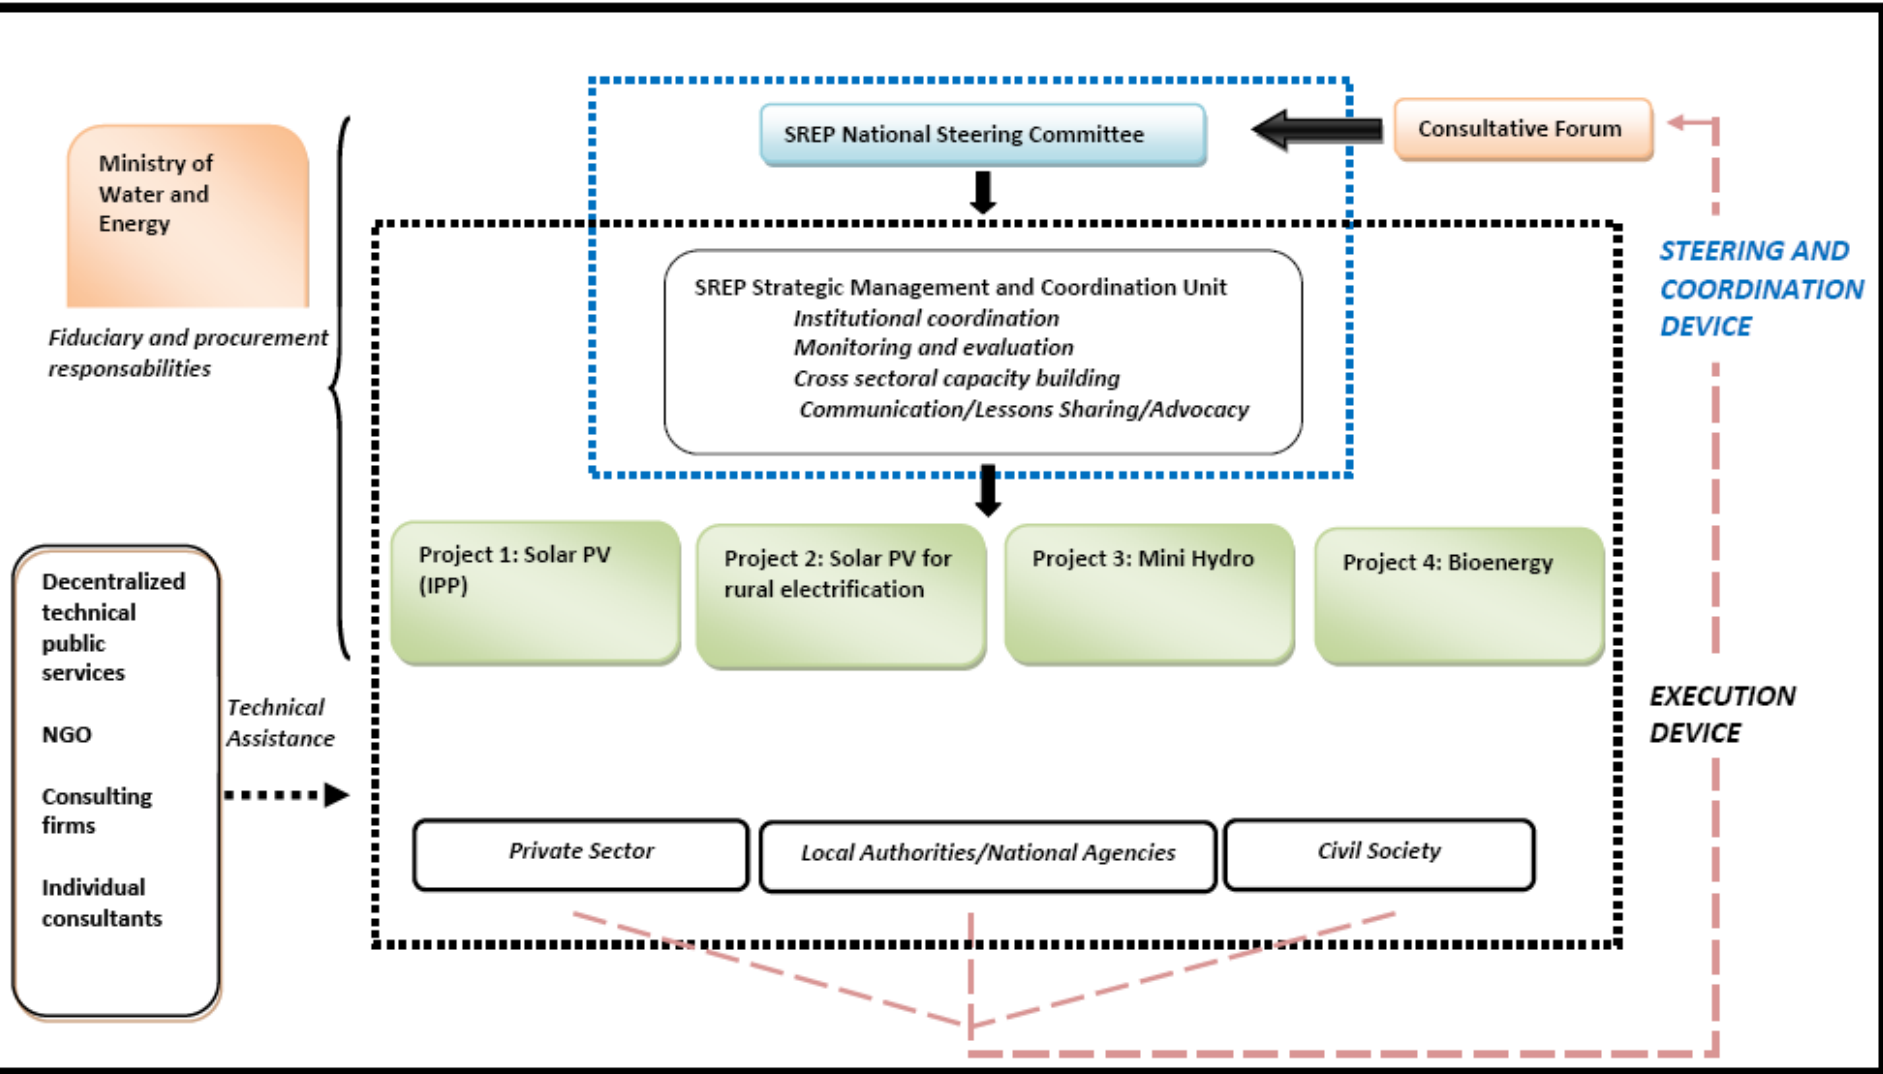 SREP National Steering Committee
Consultative Forum
Ministry of
Water and
Energy
Fiduciary and procurement
responsabilities
STEERING AND
COORDINATION
DEVICE
SREP Strategic Management and Coordination Unit
Institutional coordination
Monitoring and evaluation
Cross sectoral capacity building
Communication/Lessons Sharing/Advocacy
Project 1: Solar PV
(IPP)
Project 2: Solar PV for
rural electrification
Project 3: Mini Hydro
Project 4: Bioenergy
Decentralized
technical
public
services
NGO
Consulting
firms
Individual
consultants
Technical
Assistance
EXECUTION
DEVICE
Private Sector
Local Authorities/National Agencies
Civil Society